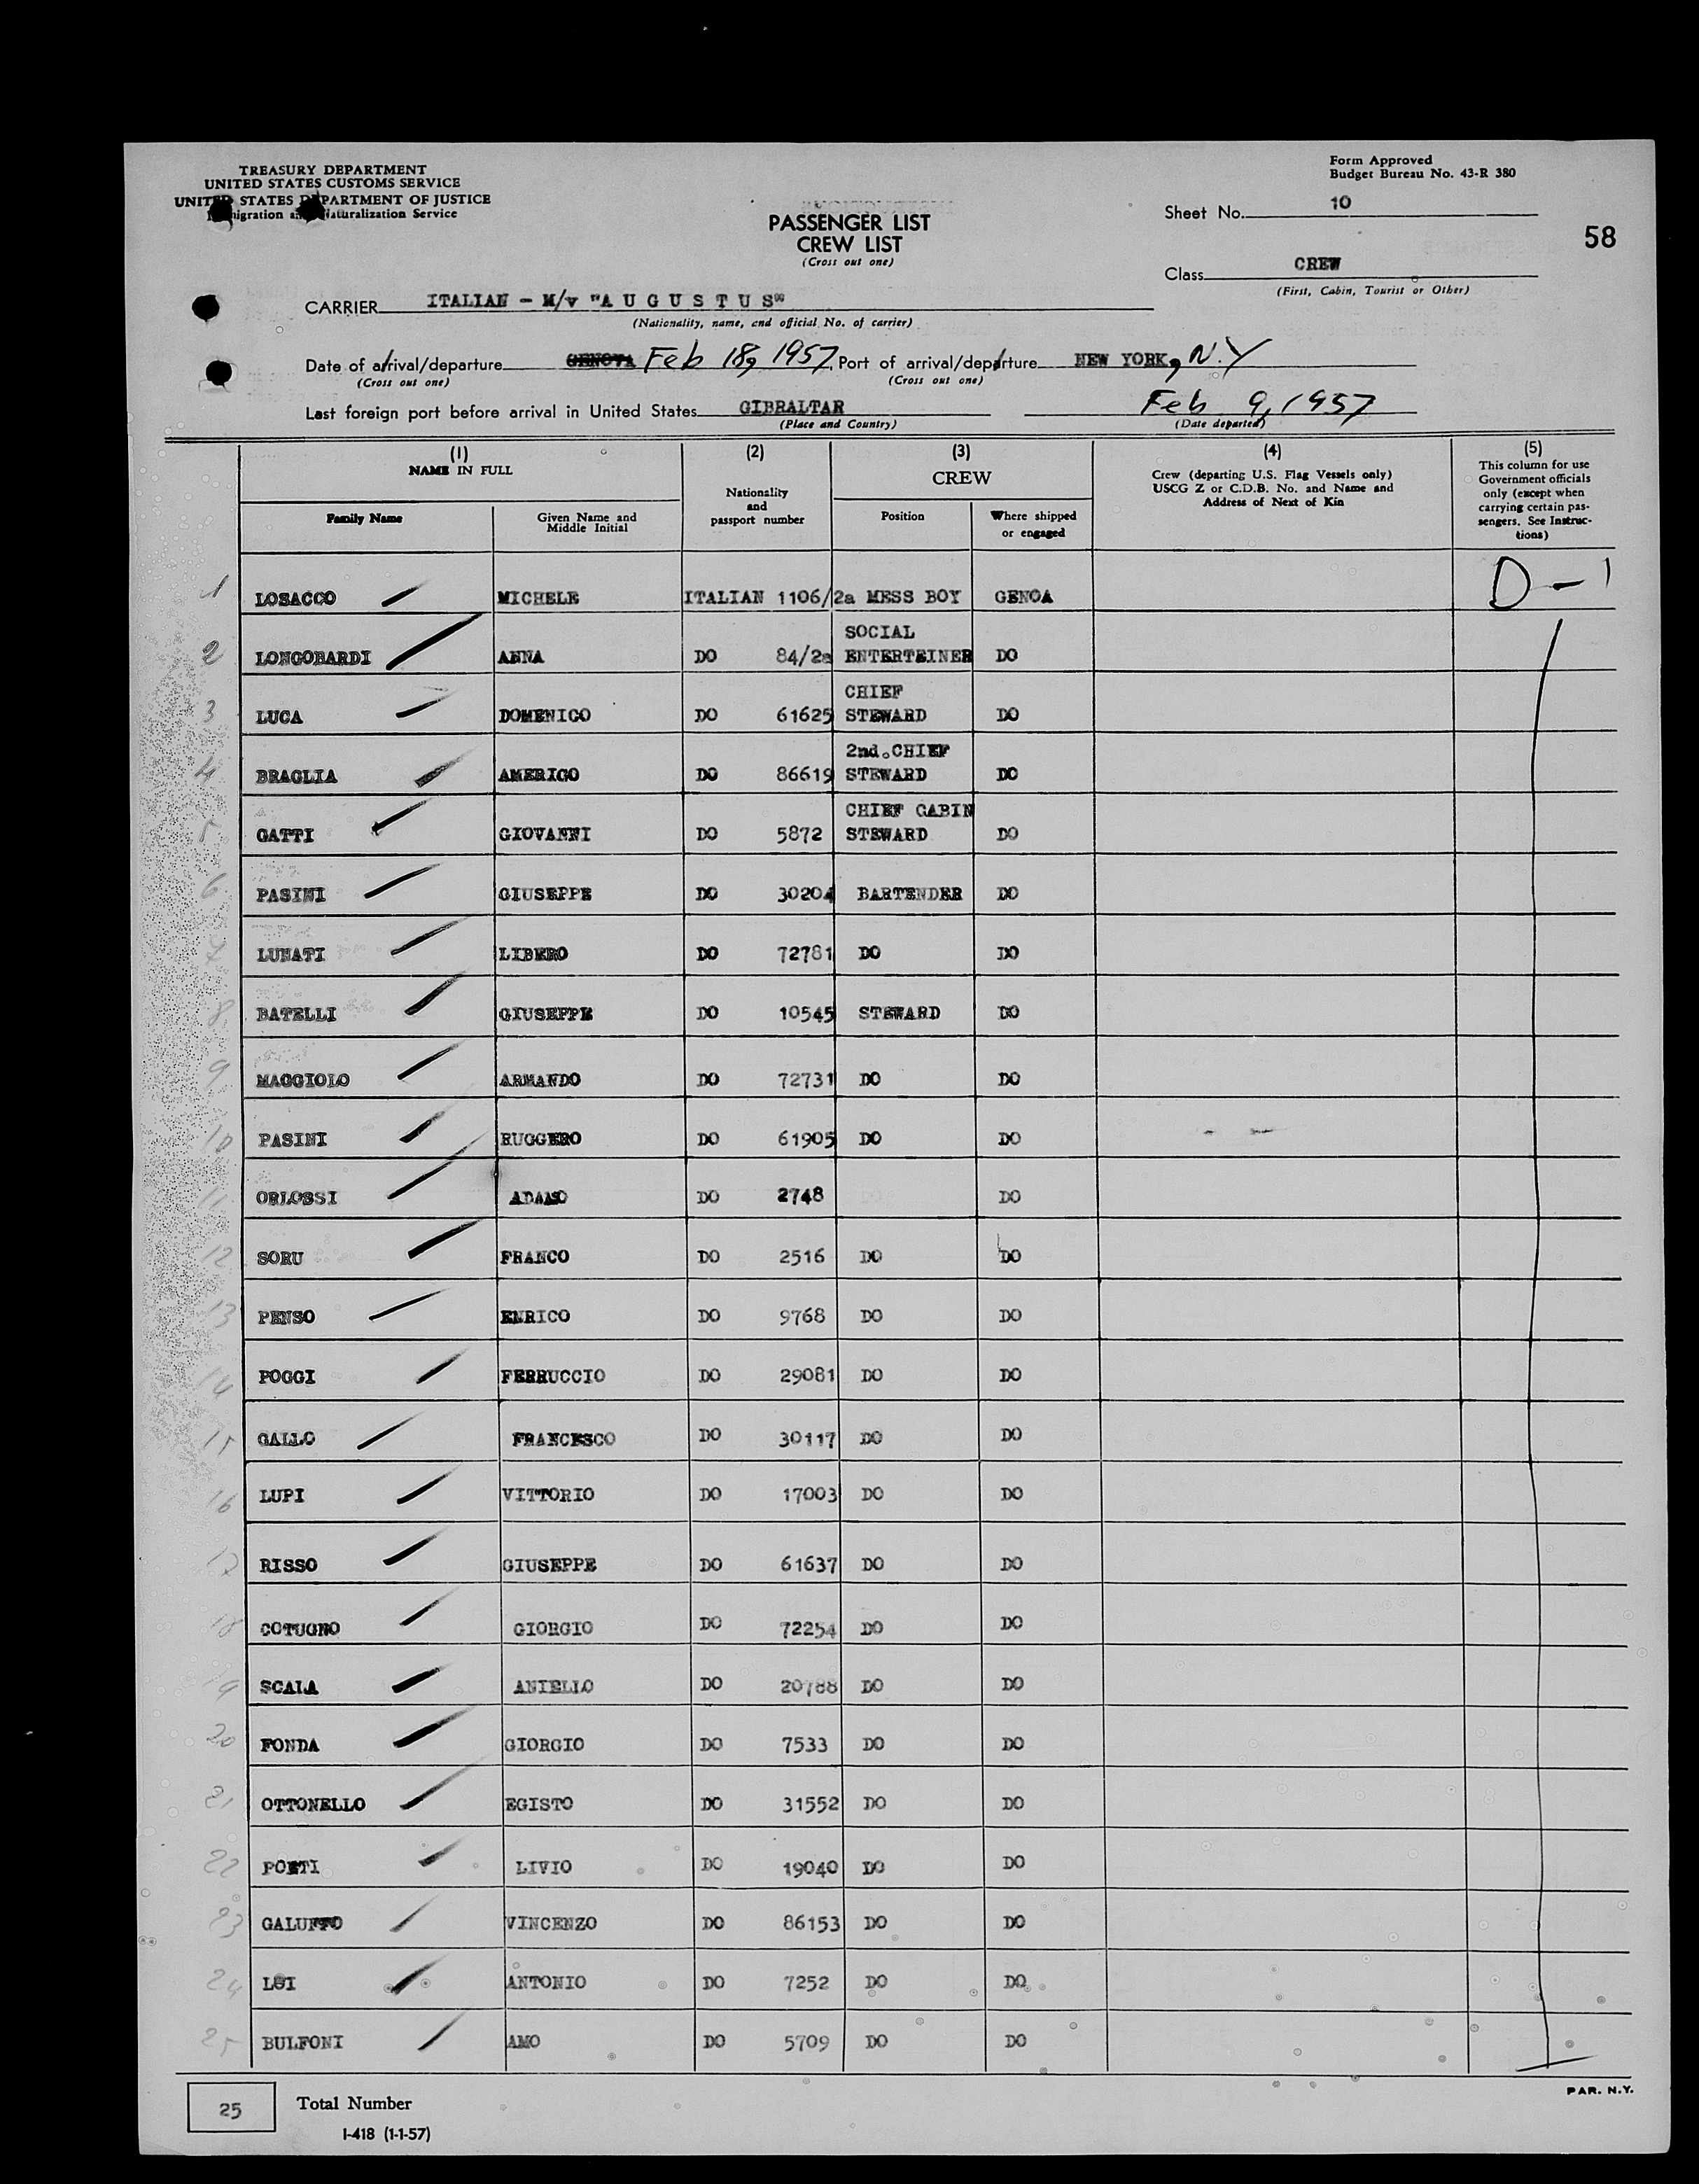 TREASURY DEPARTMENT
UNITED STATES CUSTOMS SERVICE
UNITED STATES DEPARTMENT OF JUSTICE
Immigration and Naturalization Service
Form Approved
Budget Bureau No. 43-R 380
PASSENGER LIST
CREW LIST
(Cross out one)
Sheet No. 10
58
Class CREW
(First, Cabin, Tourist or Other)
CARRIER ITALIAN - M/v "A U G U S T U S"
(Nationality, name, and official No. of carrier)
Date of arrival/departure GENOVA Feb 18, 1957. Port of arrival/departure NEW YORK, N.Y
(Cross out one) (Cross out one)
Last foreign port before arrival in United States GIBRALTAR Feb 9, 1957
(Place and Country) (Date departed)
(1) (2) (3) (4) (5)
NAME IN FULL
Family Name
Given Name and Middle Initial
Nationality and passport number
CREW
Position
Where shipped or engaged
Crew (departing U.S. Flag Vessels only)
USCG Z or C.D.B. No. and Name and
Address of Next of Kin
This column for use
Government officials
only (except when
carrying certain pas-
sengers. See Instruc-
tions)
1 LOSACCO MICHELE ITALIAN 1106/2a MESS BOY GENOA D-1
2 LONGOBARDI ANNA DO 84/2a SOCIAL ENTERTEINER DO
3 LUCA DOMENICO DO 61625 CHIEF STEWARD DO
4 BRAGLIA AMERIGO DO 86619 2nd.CHIEF STEWARD DO
5 GATTI GIOVANNI DO 5872 CHIEF CABIN STEWARD DO
6 PASINI GIUSEPPE DO 30204 BARTENDER DO
7 LUNATI LIBERO DO 72781 DO DO
8 BATELLI GIUSEPPE DO 10545 STEWARD DO
9 MAGGIOLO ARMANDO DO 72731 DO DO
10 PASINI RUGGERO DO 61905 DO DO
11 ORLOSSI ADAMO DO 2748 DO
12 SORU FRANCO DO 2516 DO DO
13 PENSO ENRICO DO 9768 DO DO
14 POGGI FERRUCCIO DO 29081 DO DO
15 GALLO FRANCESCO DO 30117 DO DO
16 LUPI VITTORIO DO 17003 DO DO
17 RISSO GIUSEPPE DO 61637 DO DO
18 COTUGNO GIORGIO DO 72254 DO DO
19 SCALA ANIELLO DO 20788 DO DO
20 FONDA GIORGIO DO 7533 DO DO
21 OTTONELLO EGISTO DO 31552 DO DO
22 LIVIO DO 19040 DO DO
23 GALUFFO VINCENZO DO 86153 DO DO
24 ANTONIO DO 7252 DO DO
25 BULFONI AMO DO 5709 DO DO
25 Total Number
I-418 (1-1-57)
PAR. N.Y.